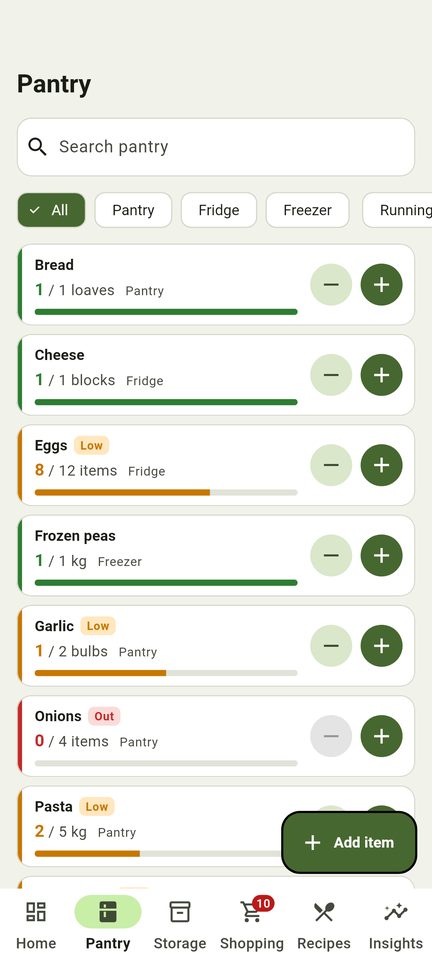 Pantry
Search pantry
All Pantry Fridge Freezer Running
Bread
1 / 1 loaves Pantry
Cheese
1 / 1 blocks Fridge
Eggs Low
8 / 12 items Fridge
Frozen peas
1 / 1 kg Freezer
Garlic Low
1 / 2 bulbs Pantry
Onions Out
0 / 4 items Pantry
Pasta Low
2 / 5 kg Pantry
Add item
10
Home Pantry Storage Shopping Recipes Insights